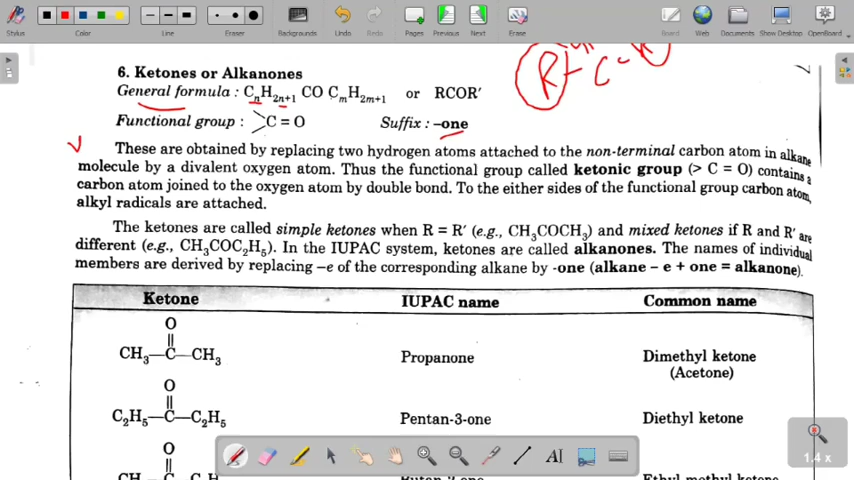 Stylus
Color
Line
Eraser
Backgrounds
Undo
Redo
Pages
Previous
Next
Erase
Board
Web
Documents
Show Desktop
OpenBoard
R – C – R
6. Ketones or Alkanones
General formula : CₙH₂ₙ₊₁ CO CₘH₂ₘ₊₁ or RCOR′
Functional group : >C = O Suffix : –one
These are obtained by replacing two hydrogen atoms attached to the non-terminal carbon atom in alkane
molecule by a divalent oxygen atom. Thus the functional group called ketonic group (> C = O) contains a
carbon atom joined to the oxygen atom by double bond. To the either sides of the functional group carbon atom,
alkyl radicals are attached.
The ketones are called simple ketones when R = R′ (e.g., CH₃COCH₃) and mixed ketones if R and R′ are
different (e.g., CH₃COC₂H₅). In the IUPAC system, ketones are called alkanones. The names of individual
members are derived by replacing –e of the corresponding alkane by -one (alkane – e + one = alkanone).
Ketone IUPAC name Common name
O
CH₃—C—CH₃ Propanone Dimethyl ketone
(Acetone)
O
C₂H₅—C—C₂H₅ Pentan-3-one Diethyl ketone
O
1.4 x